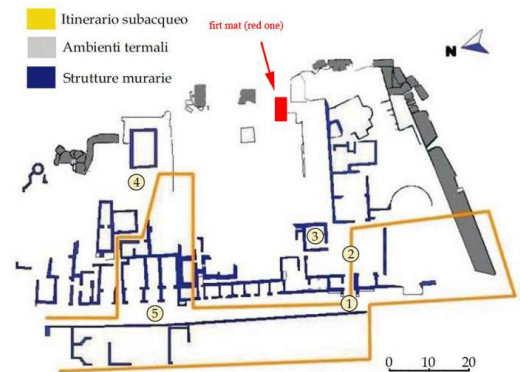 Itinerario subacqueo
Ambienti termali
Strutture murarie
firt mat (red one)
N
4
3
2
1
5
0 10 20